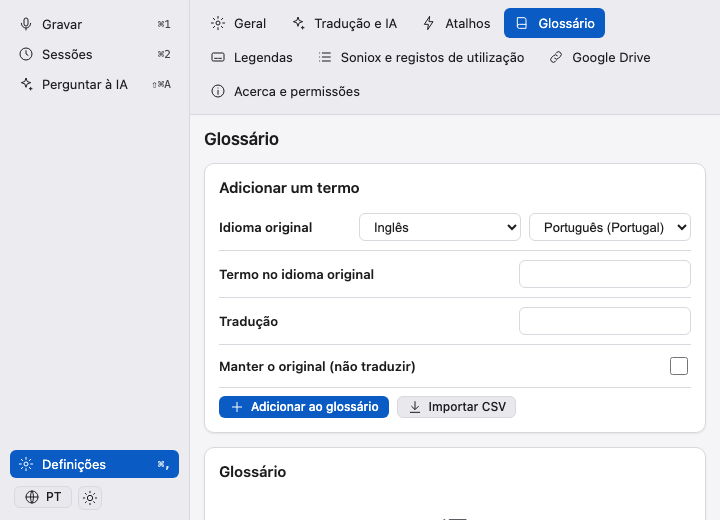 Gravar ⌘1
Sessões ⌘2
Perguntar à IA ⇧⌘A
Geral Tradução e IA Atalhos Glossário
Legendas Soniox e registos de utilização Google Drive
Acerca e permissões
Glossário
Adicionar um termo
Idioma original Inglês Português (Portugal)
Termo no idioma original
Tradução
Manter o original (não traduzir)
Adicionar ao glossário Importar CSV
Glossário
Definições ⌘,
PT